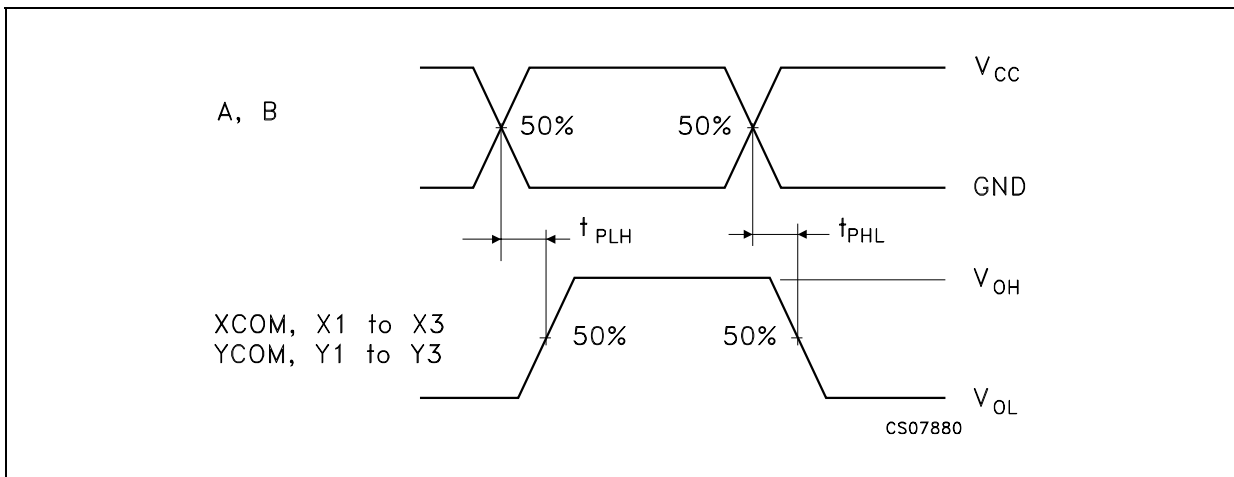 V CC
A, B
50% 50%
GND
t PLH t PHL
V OH
XCOM, X1 to X3
50% 50%
YCOM, Y1 to Y3
V OL
CS07880